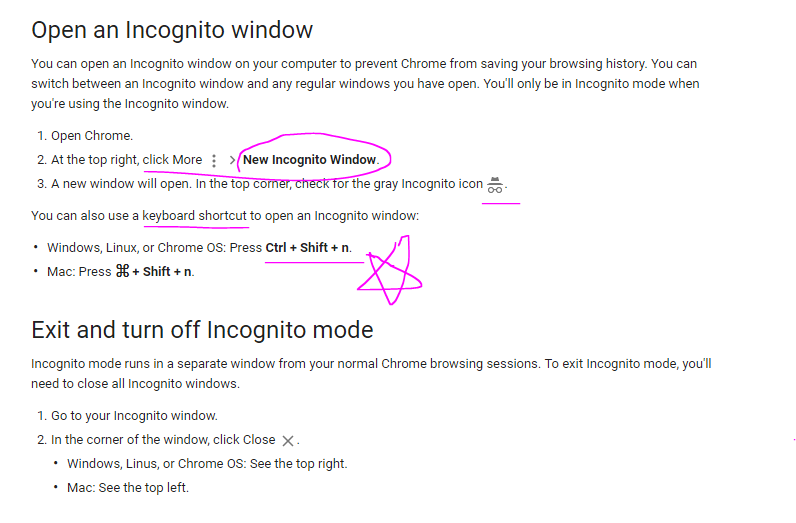 Open an Incognito window
You can open an Incognito window on your computer to prevent Chrome from saving your browsing history. You can
switch between an Incognito window and any regular windows you have open. You'll only be in Incognito mode when
you're using the Incognito window.
1. Open Chrome.
2. At the top right, click More ⋮ > New Incognito Window.
3. A new window will open. In the top corner, check for the gray Incognito icon .
You can also use a keyboard shortcut to open an Incognito window:
• Windows, Linux, or Chrome OS: Press Ctrl + Shift + n.
• Mac: Press ⌘ + Shift + n.
Exit and turn off Incognito mode
Incognito mode runs in a separate window from your normal Chrome browsing sessions. To exit Incognito mode, you'll
need to close all Incognito windows.
1. Go to your Incognito window.
2. In the corner of the window, click Close ×.
• Windows, Linus, or Chrome OS: See the top right.
• Mac: See the top left.